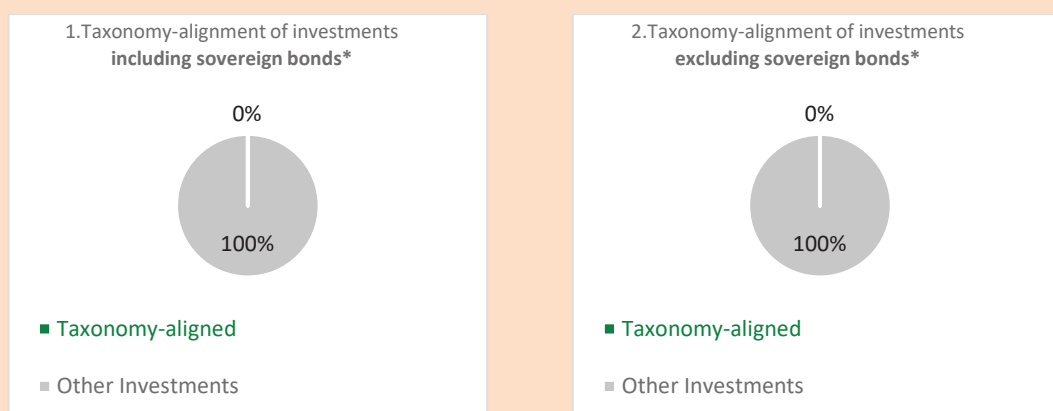 1.Taxonomy-alignment of investments
including sovereign bonds*
0%
100%
Taxonomy-aligned
Other Investments
2.Taxonomy-alignment of investments
excluding sovereign bonds*
0%
100%
Taxonomy-aligned
Other Investments